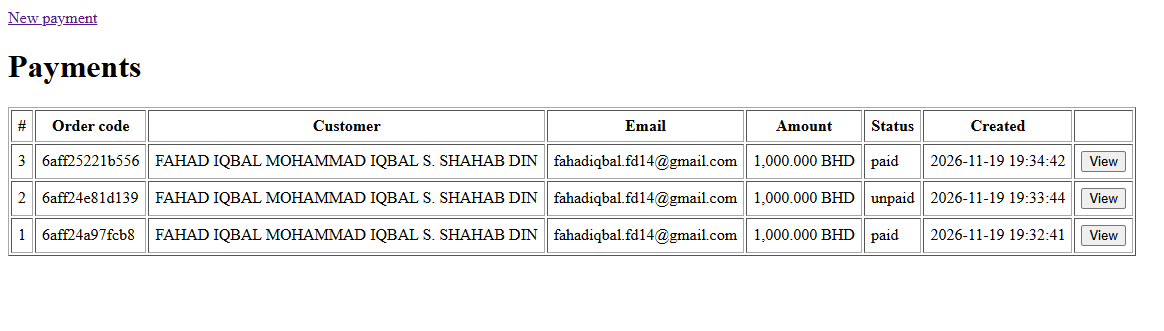 New payment
Payments
# Order code Customer Email Amount Status Created
3 6aff25221b556 FAHAD IQBAL MOHAMMAD IQBAL S. SHAHAB DIN fahadiqbal.fd14@gmail.com 1,000.000 BHD paid 2026-11-19 19:34:42 View
2 6aff24e81d139 FAHAD IQBAL MOHAMMAD IQBAL S. SHAHAB DIN fahadiqbal.fd14@gmail.com 1,000.000 BHD unpaid 2026-11-19 19:33:44 View
1 6aff24a97fcb8 FAHAD IQBAL MOHAMMAD IQBAL S. SHAHAB DIN fahadiqbal.fd14@gmail.com 1,000.000 BHD paid 2026-11-19 19:32:41 View